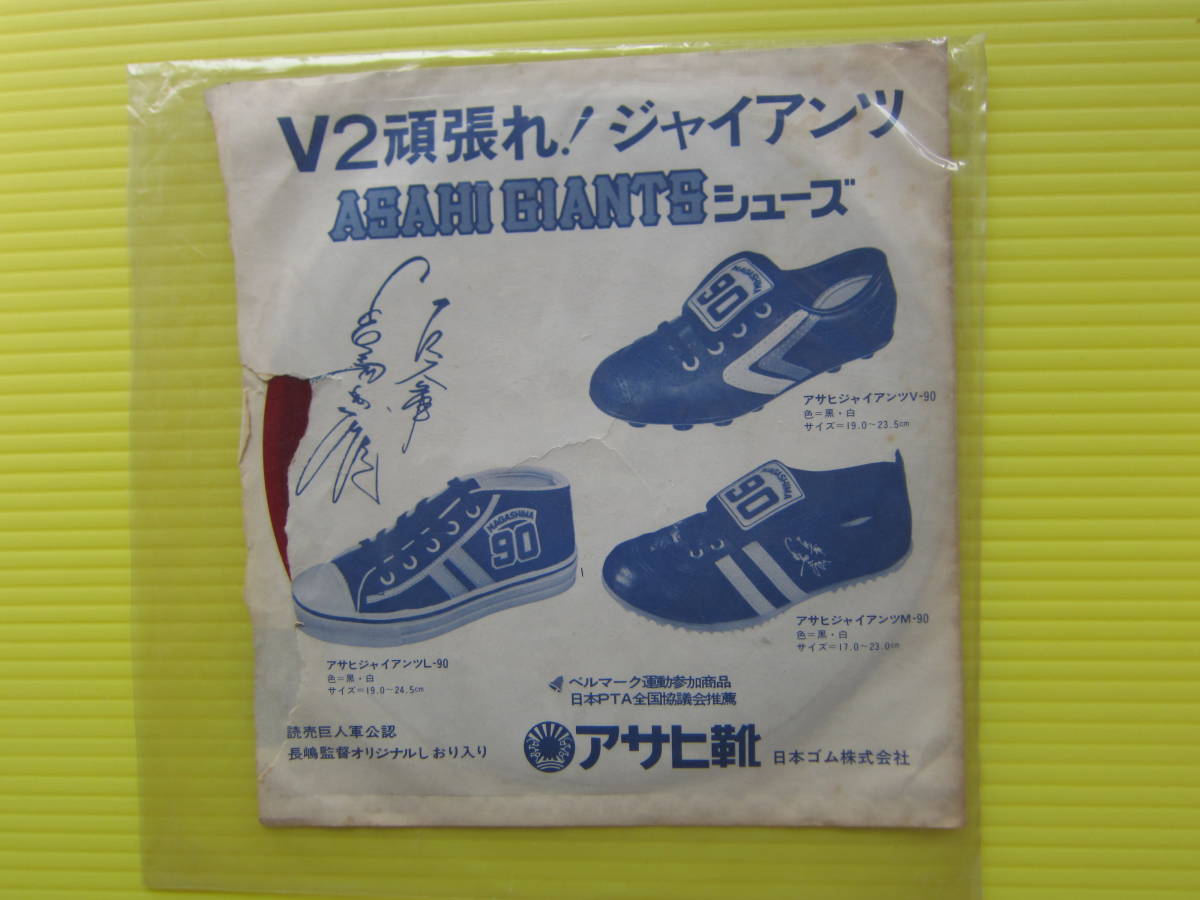 V2頑張れ!ジャイアンツ
ASAHI GIANTSシューズ
巨人軍
長嶋茂雄
NAGASHIMA
90
アサヒジャイアンツV-90
色=黒・白
サイズ=19.0~23.5cm
NAGASHIMA
90
アサヒジャイアンツL-90
色=黒・白
サイズ=19.0~24.5cm
NAGASHIMA
90
アサヒジャイアンツM-90
色=黒・白
サイズ=17.0~23.0cm
ベルマーク運動参加商品
日本PTA全国協議会推薦
読売巨人軍公認
長嶋監督オリジナルしおり入り
アサヒ靴 日本ゴム株式会社